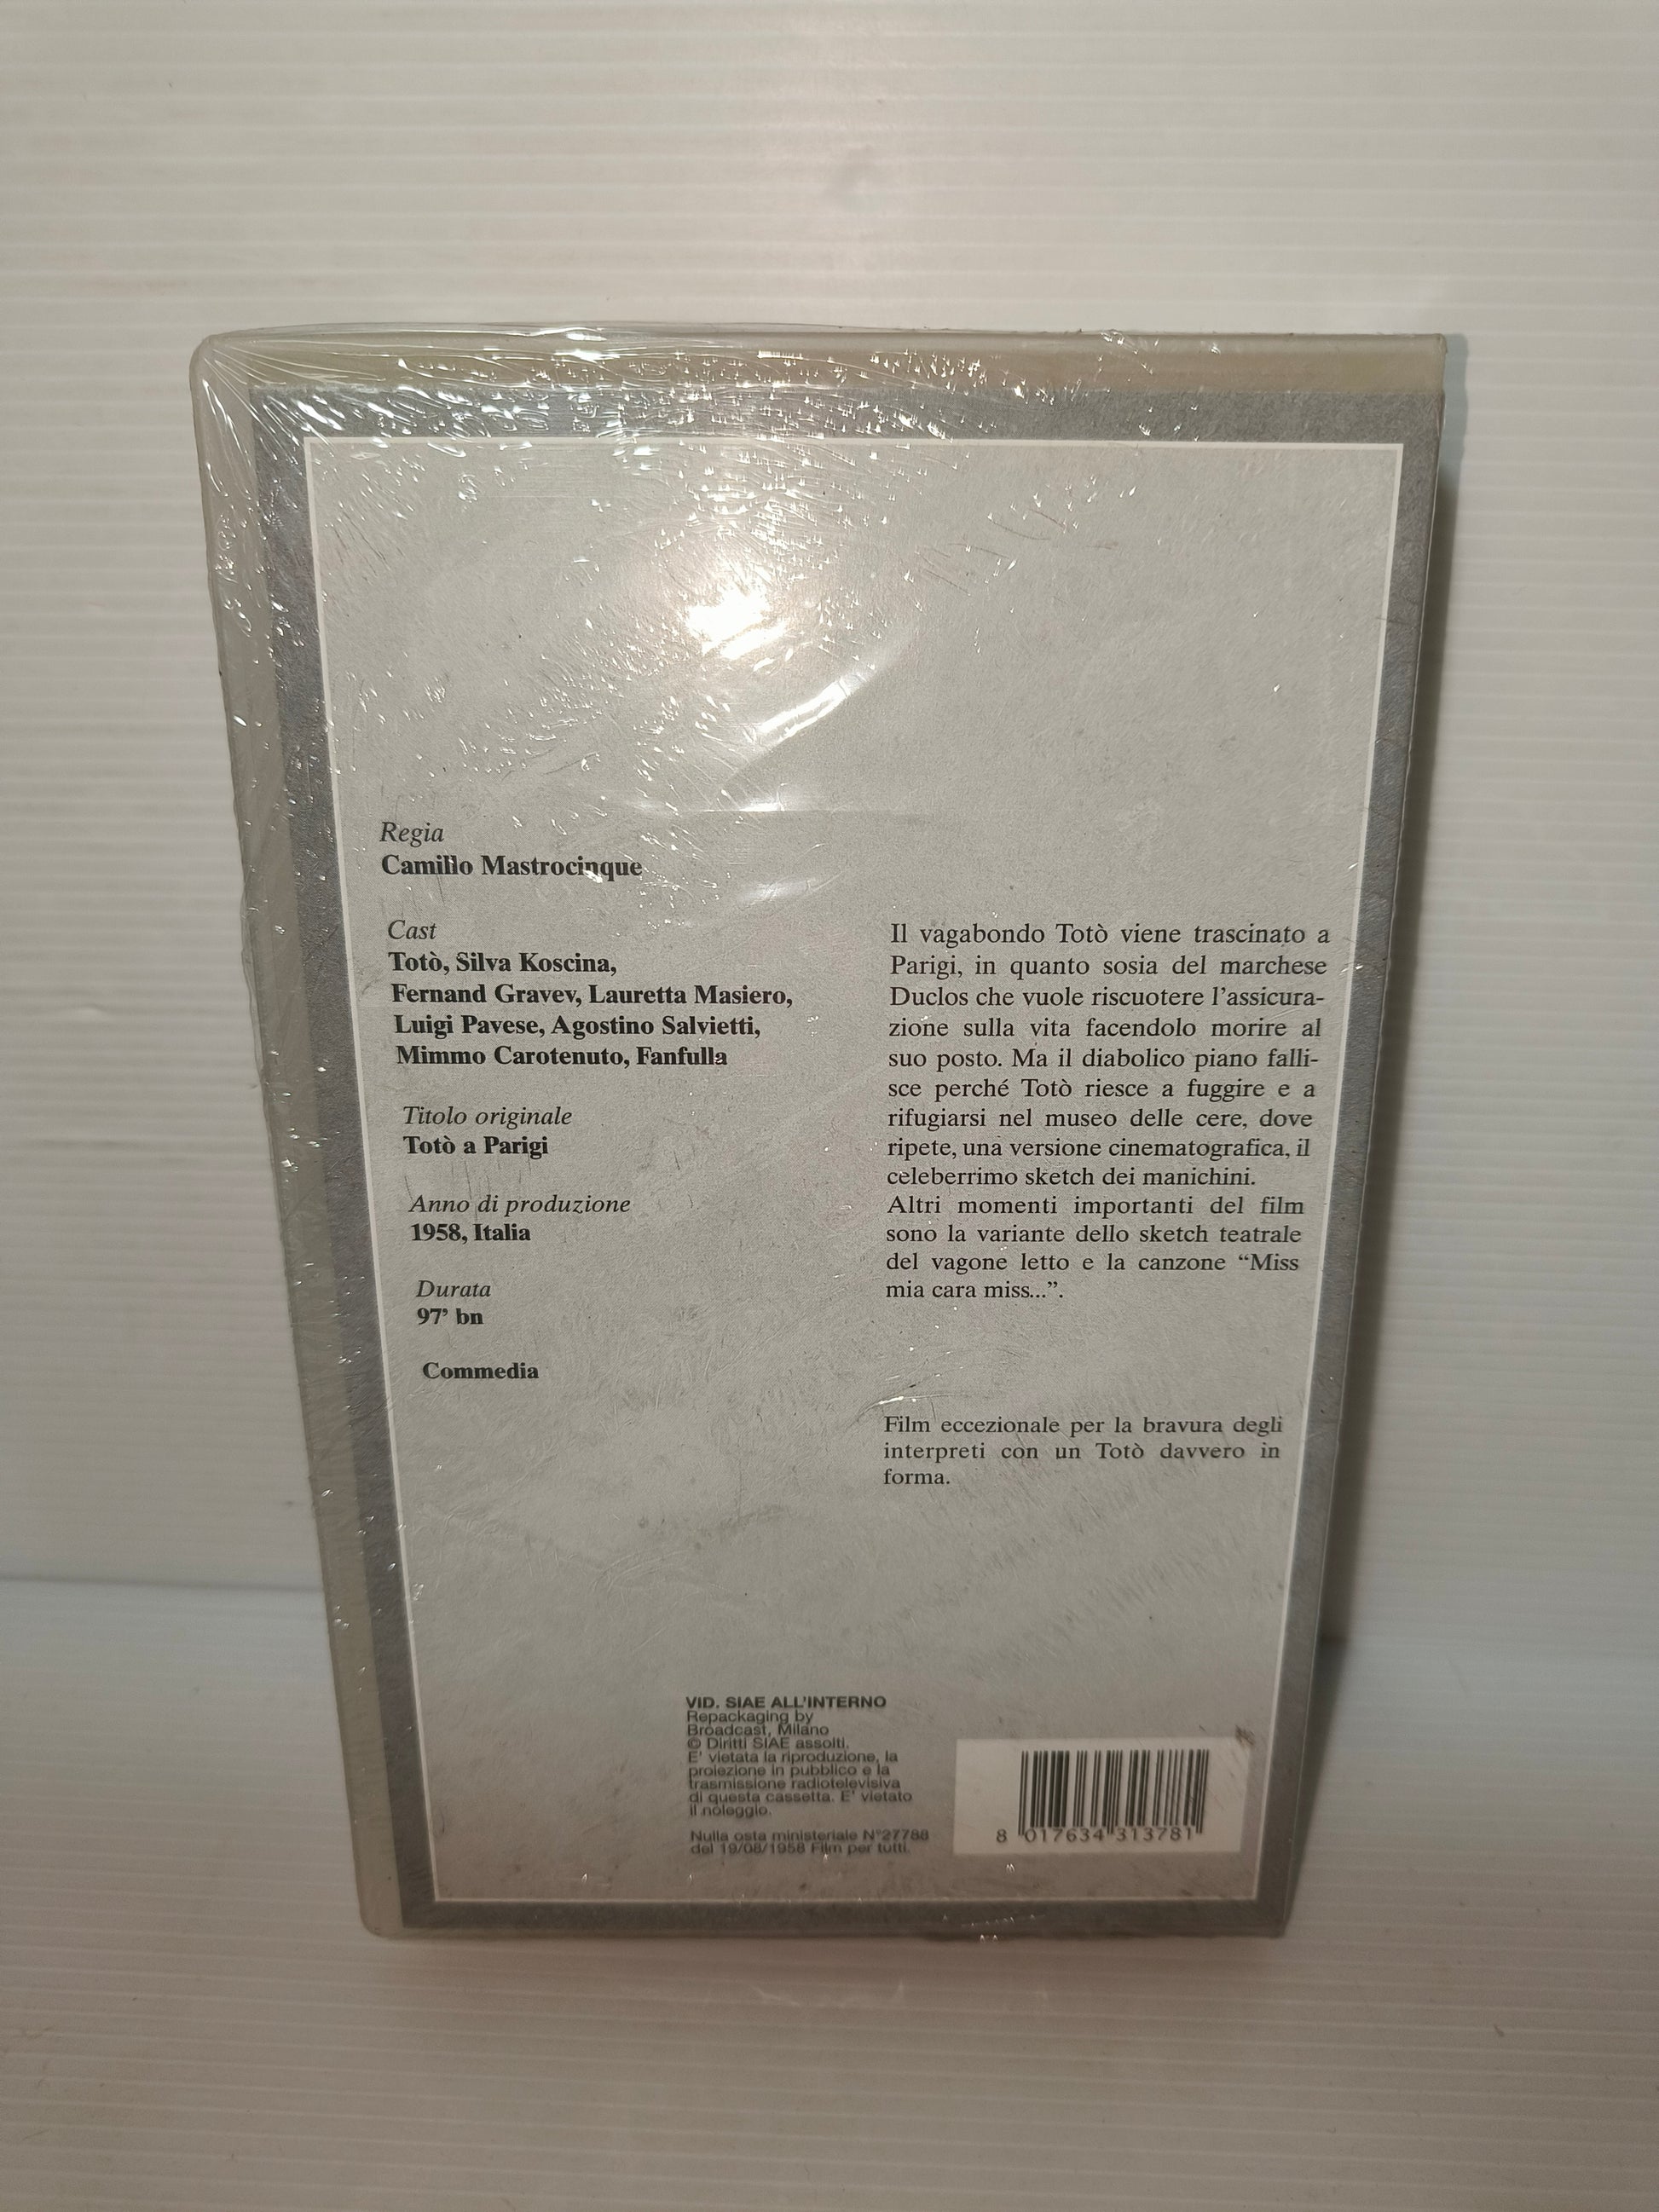 Regia
Camillo Mastrocinque
Cast
Totò, Silva Koscina,
Fernand Gravev, Lauretta Masiero,
Luigi Pavese, Agostino Salvietti,
Mimmo Carotenuto, Fanfulla
Titolo originale
Totò a Parigi
Anno di produzione
1958, Italia
Durata
97' bn
Commedia
Il vagabondo Totò viene trascinato a
Parigi, in quanto sosia del marchese
Duclos che vuole riscuotere l'assicura-
zione sulla vita facendolo morire al
suo posto. Ma il diabolico piano falli-
sce perché Totò riesce a fuggire e a
rifugiarsi nel museo delle cere, dove
ripete, una versione cinematografica, il
celeberrimo sketch dei manichini.
Altri momenti importanti del film
sono la variante dello sketch teatrale
del vagone letto e la canzone “Miss
mia cara miss...”.
Film eccezionale per la bravura degli
interpreti con un Totò davvero in
forma.
VID. SIAE ALL'INTERNO
Repackaging by
Broadcast, Milano
© Diritti SIAE assolti.
E' vietata la riproduzione, la
proiezione in pubblico e la
trasmissione radiotelevisiva
di questa cassetta. E' vietato
il noleggio.
Nulla osta ministeriale N°27788
del 19/08/1958 Film per tutti.
8 017634 313781